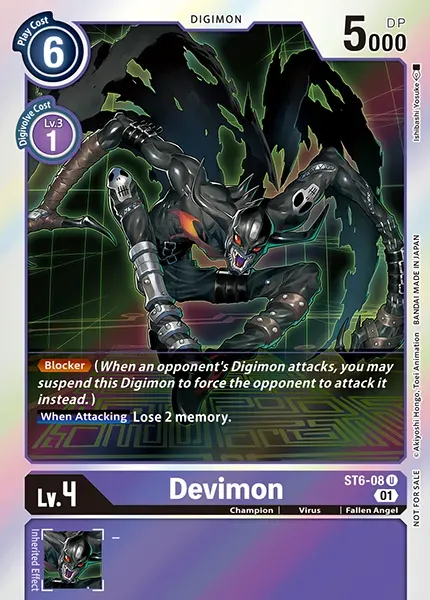 DIGIMON
Play Cost
6
DP
5000
Digivolve Cost
Lv.3
1
Ishibashi Yosuke
Blocker (When an opponent's Digimon attacks, you may
suspend this Digimon to force the opponent to attack it
instead.)
When Attacking Lose 2 memory.
©Akiyoshi Hongo, Toei Animation BANDAI MADE IN JAPAN
NOT FOR SALE
Lv.4
Devimon
ST6-08 U
01
Champion | Virus | Fallen Angel
Inherited Effect
–